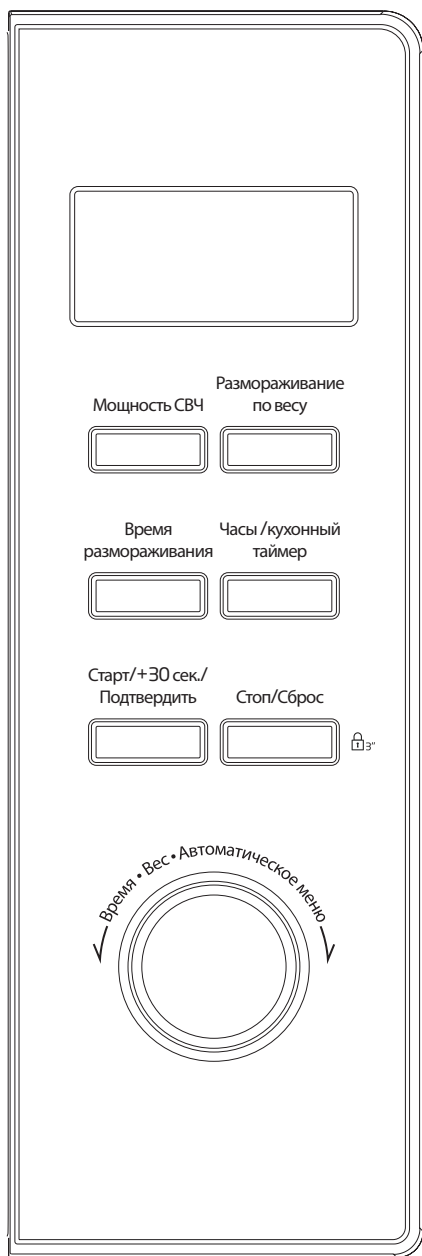 Мощность СВЧ
Размораживание
по весу
Время
размораживания
Часы /кухонный
таймер
Старт/+30 сек./
Подтвердить
Стоп/Сброс
3"
Время • Вес • Автоматическое меню